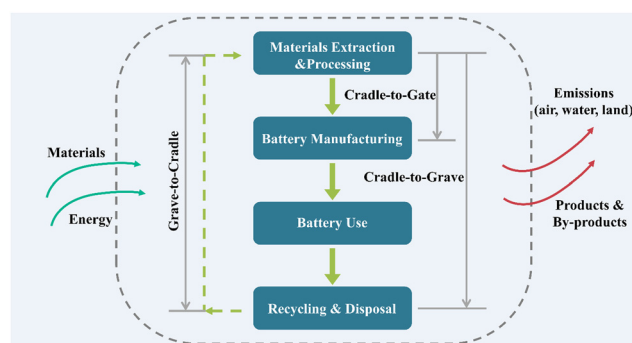 Materials Extraction
&Processing
Cradle-to-Gate
Emissions
(air, water, land)
Battery Manufacturing
Materials
Grave-to-Cradle
Cradle-to-Grave
Energy
Battery Use
Products &
By-products
Recycling & Disposal